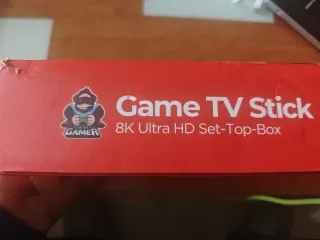 GAMER
Game TV Stick
8K Ultra HD Set-Top-Box